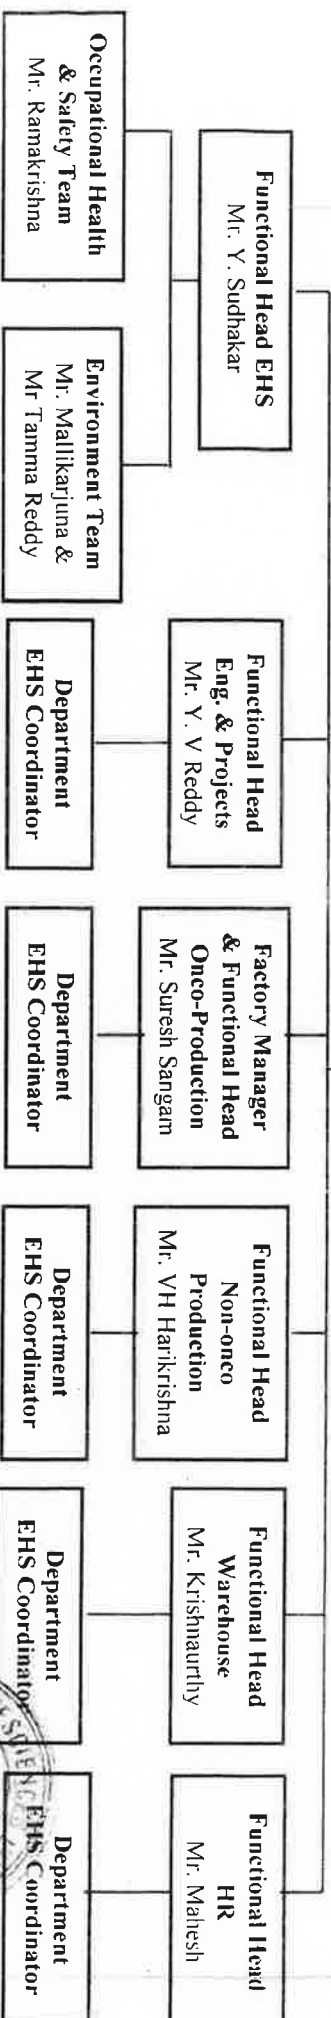 Functional Head EHS
Mr. Y. Sudhakar
Occupational Health
& Safety Team
Mr. Ramakrishna
Environment Team
Mr. Mallikarjuna &
Mr Tamma Reddy
Functional Head
Eng. & Projects
Mr. Y. V Reddy
Department
EHS Coordinator
Factory Manager
& Functional Head
Onco-Production
Mr. Suresh Sangam
Department
EHS Coordinator
Functional Head
Non-onco
Production
Mr. VH Harikrishna
Department
EHS Coordinator
Functional Head
Warehouse
Mr. Krishnaurthy
Department
EHS Coordinator
Functional Head
HR
Mr. Mahesh
Department
EHS Coordinator